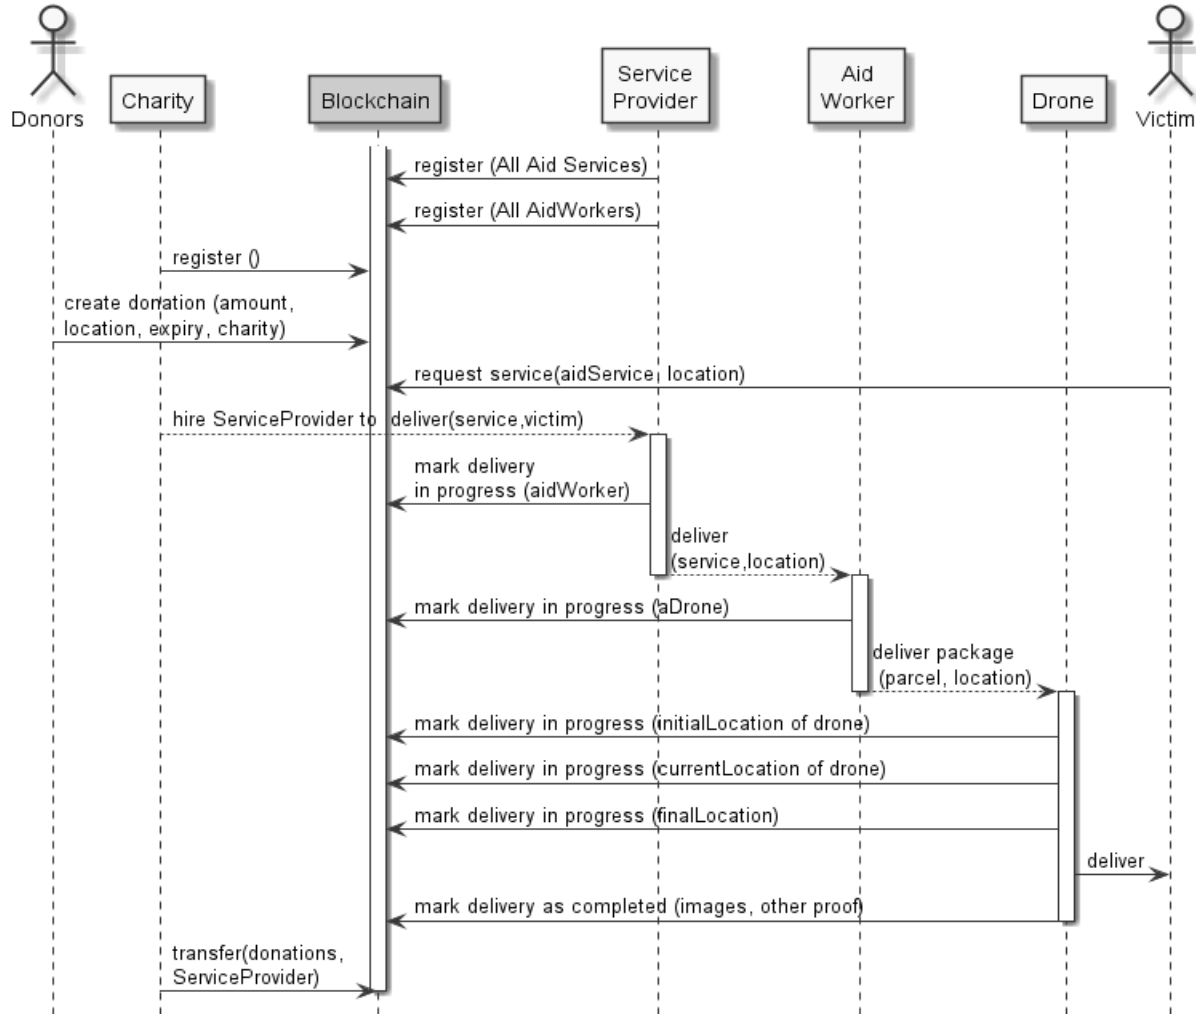 Donors
Charity
Blockchain
Service
Provider
Aid
Worker
Drone
Victim
register (All Aid Services)
register (All AidWorkers)
register ()
create donation (amount,
location, expiry, charity)
request service(aidService, location)
hire ServiceProvider to deliver(service,victim)
mark delivery
in progress (aidWorker)
deliver
(service,location)
mark delivery in progress (aDrone)
deliver package
(parcel, location)
mark delivery in progress (initialLocation of drone)
mark delivery in progress (currentLocation of drone)
mark delivery in progress (finalLocation)
deliver
mark delivery as completed (images, other proof)
transfer(donations,
ServiceProvider)